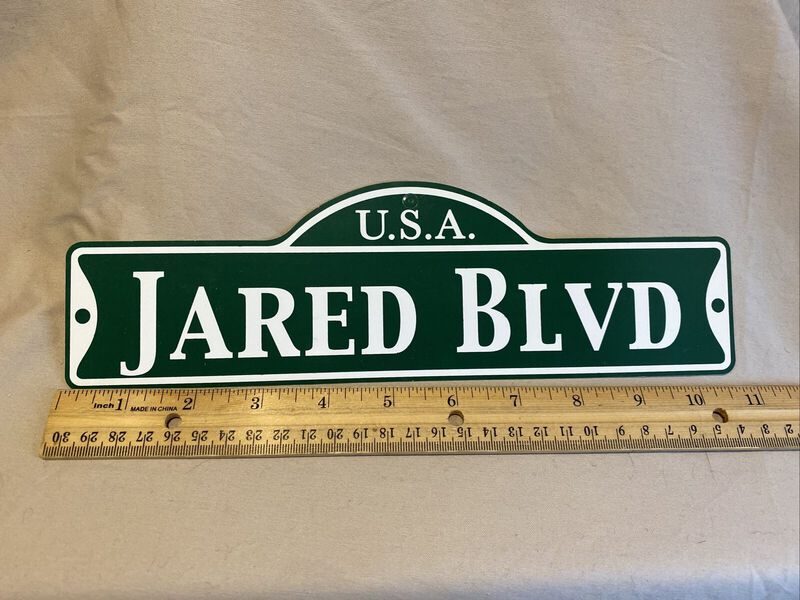 U.S.A.
JARED BLVD
Inch 1 MADE IN CHINA 2 3 4 5 6 7 8 9 10 11
30 29 28 27 26 25 24 23 22 21 20 19 18 17 16 15 14 13 12 11 10 9 8 7 6 5 4 3 2